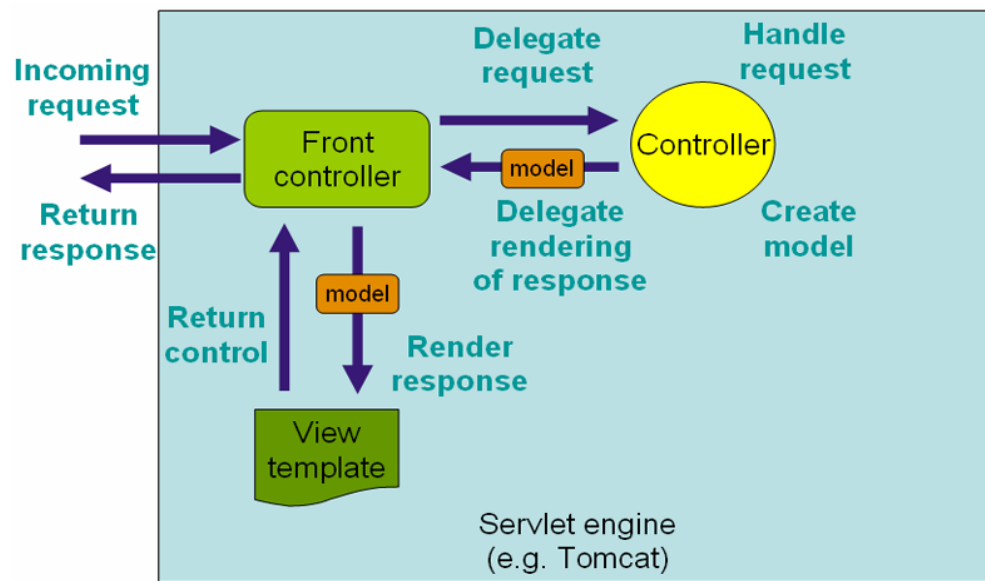 Incoming
request
Return
response
Front
controller
Delegate
request
Handle
request
Controller
model
Delegate
rendering
of response
Create
model
Return
control
model
Render
response
View
template
Servlet engine
(e.g. Tomcat)